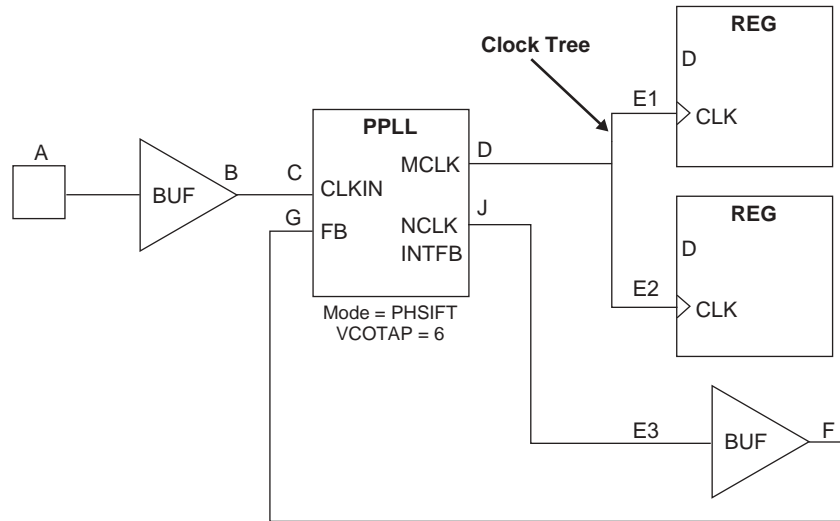 REG
D
E1
CLK
Clock Tree
PPLL
A
BUF
B
C
CLKIN
MCLK
D
G
FB
NCLK
J
INTFB
Mode = PHSIFT
VCOTAP = 6
REG
D
E2
CLK
E3
BUF
F